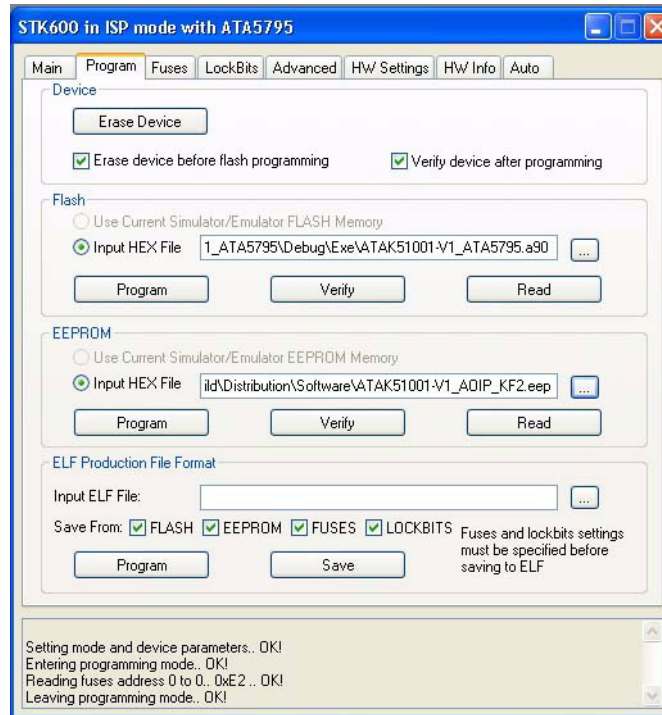 STK600 in ISP mode with ATA5795
Main Program Fuses LockBits Advanced HW Settings HW Info Auto
Device
Erase Device
Erase device before flash programming Verify device after programming
Flash
Use Current Simulator/Emulator FLASH Memory
Input HEX File 1_ATA5795\Debug\Exe\ATAK51001-V1_ATA5795.a90 ...
Program Verify Read
EEPROM
Use Current Simulator/Emulator EEPROM Memory
Input HEX File ild\Distribution\Software\ATAK51001-V1_AOIP_KF2.eep ...
Program Verify Read
ELF Production File Format
Input ELF File: ...
Save From: FLASH EEPROM FUSES LOCKBITS Fuses and lockbits settings
must be specified before
Program Save saving to ELF
Setting mode and device parameters.. OK!
Entering programming mode.. OK!
Reading fuses address 0 to 0.. 0xE2 .. OK!
Leaving programming mode.. OK!